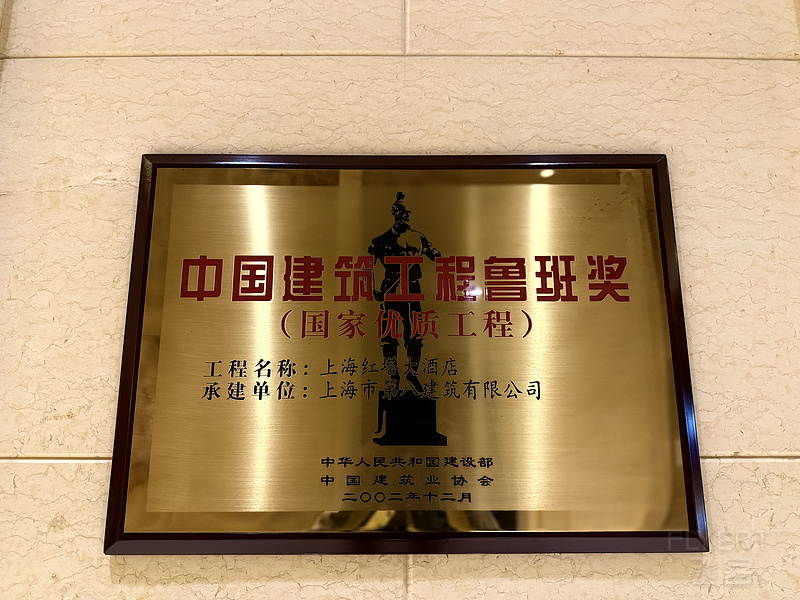 中国建筑工程鲁班奖
（国家优质工程）
工程名称：上海红塔大酒店
承建单位：上海市第八建筑有限公司
中华人民共和国建设部
中国建筑业协会
二〇〇二年十二月
FLYERT